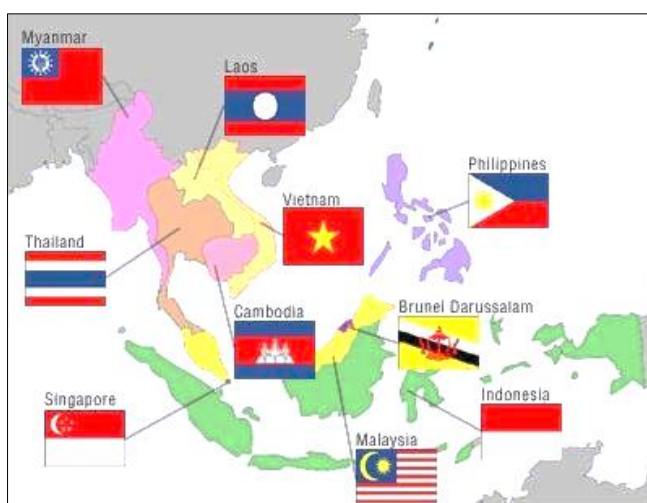 Myanmar
Laos
Philippines
Vietnam
Thailand
Cambodia
Brunei Darussalam
Singapore
Indonesia
Malaysia